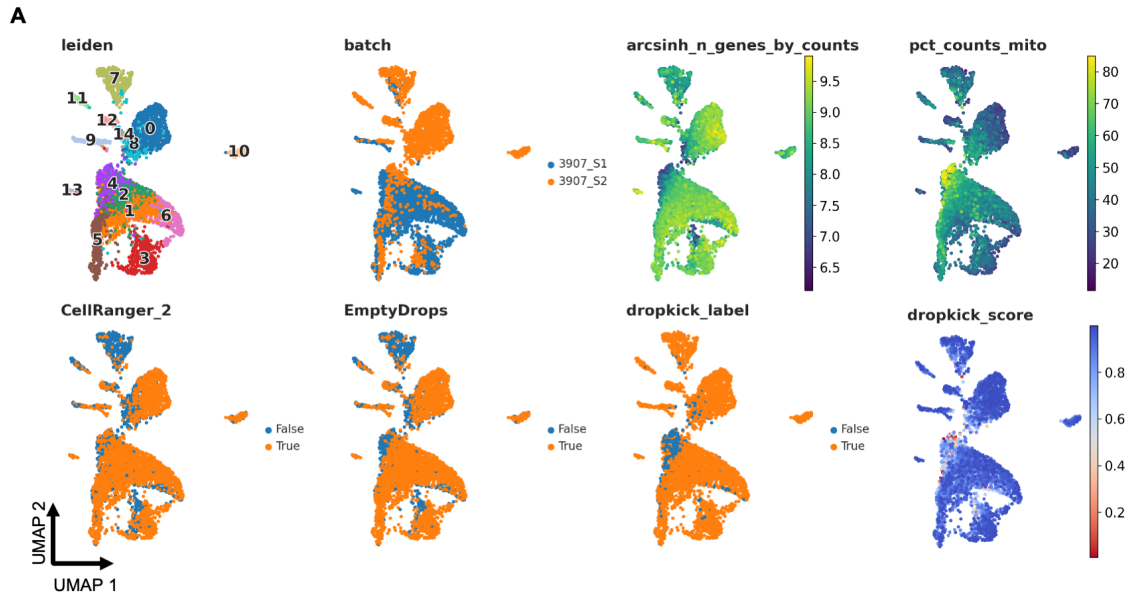 A
leiden
batch
arcsinh_n_genes_by_counts
pct_counts_mito
7
11
12
14
0
8
9
10
4
13
2
1
6
5
3
3907_S1
3907_S2
9.5
9.0
8.5
8.0
7.5
7.0
6.5
80
70
60
50
40
30
20
CellRanger_2
EmptyDrops
dropkick_label
dropkick_score
False
True
False
True
False
True
0.8
0.6
0.4
0.2
UMAP 2
UMAP 1